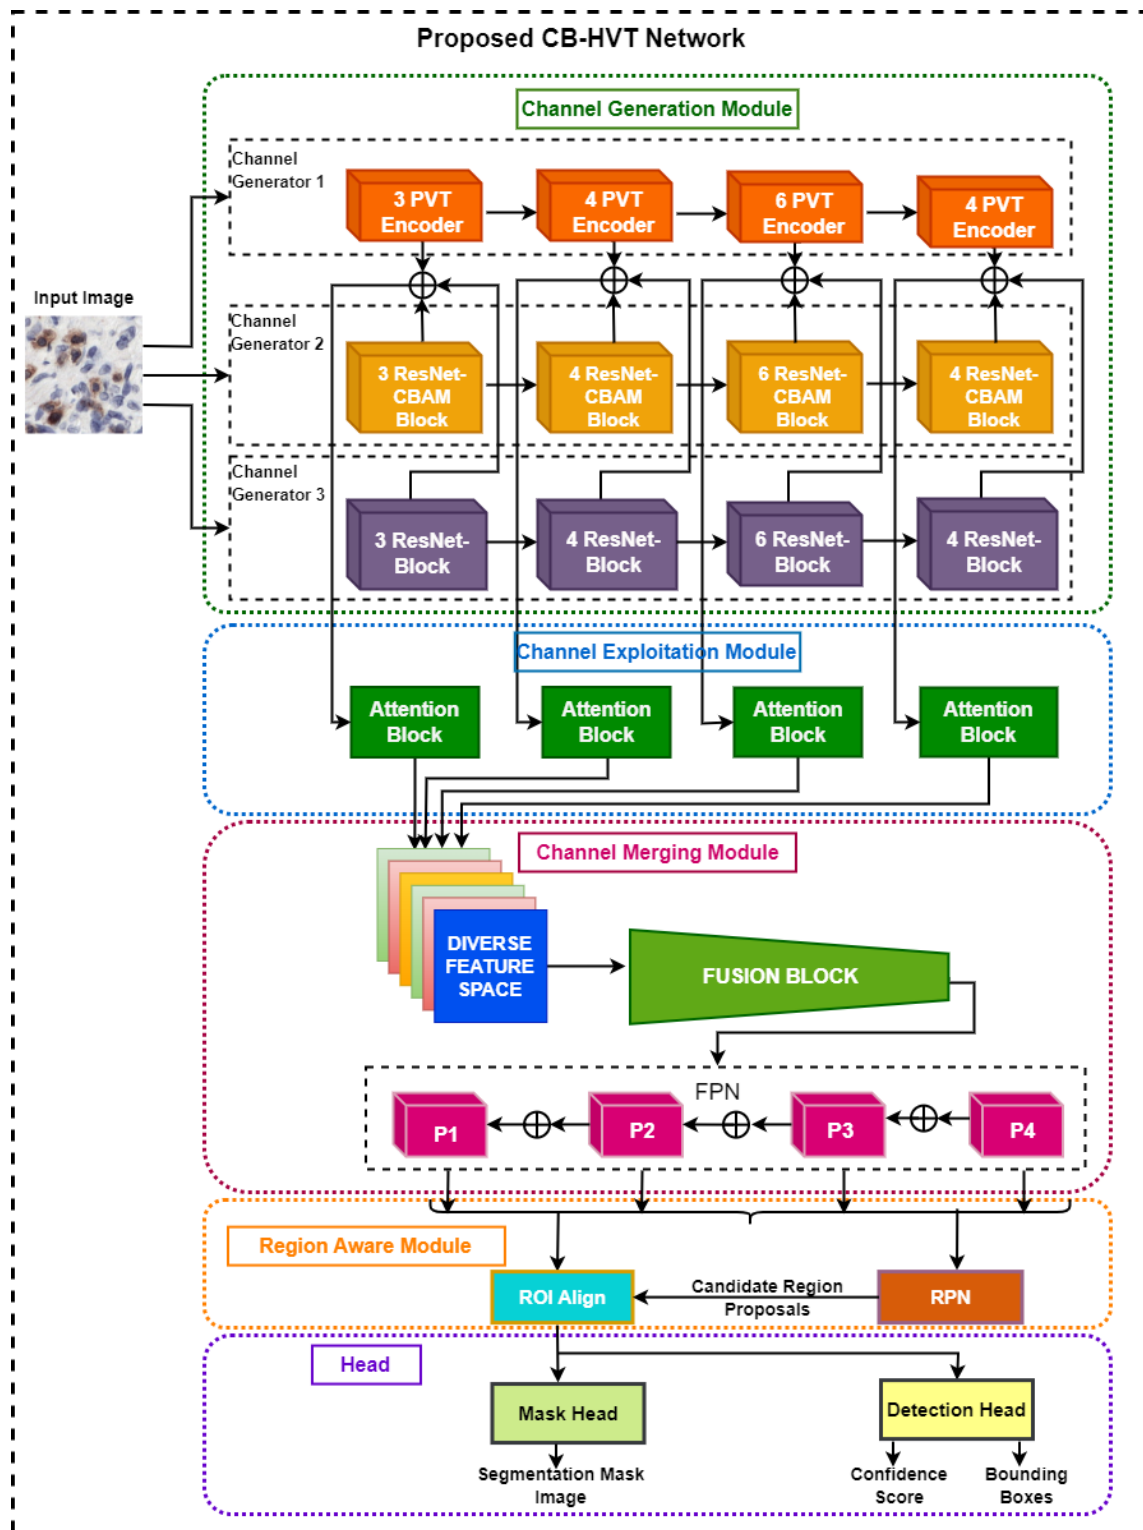 Proposed CB-HVT Network
Channel Generation Module
Channel
Generator 1
3 PVT
Encoder
4 PVT
Encoder
6 PVT
Encoder
4 PVT
Encoder
Input Image
Channel
Generator 2
3 ResNet-
CBAM
Block
4 ResNet-
CBAM
Block
6 ResNet-
CBAM
Block
4 ResNet-
CBAM
Block
Channel
Generator 3
3 ResNet-
Block
4 ResNet-
Block
6 ResNet-
Block
4 ResNet-
Block
Channel Exploitation Module
Attention
Block
Attention
Block
Attention
Block
Attention
Block
Channel Merging Module
DIVERSE
FEATURE
SPACE
FUSION BLOCK
FPN
P1
P2
P3
P4
Region Aware Module
ROI Align
Candidate Region
Proposals
RPN
Head
Mask Head
Detection Head
Segmentation Mask
Image
Confidence
Score
Bounding
Boxes